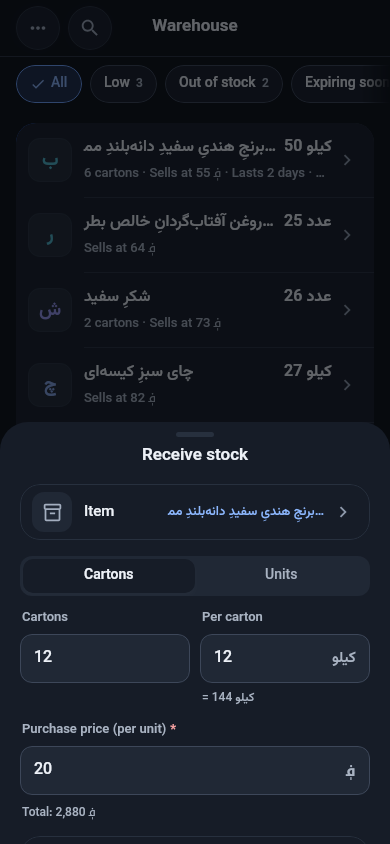 Warehouse
All
Low 3
Out of stock 2
Expiring soon
ب
برنجِ هندیِ سفیدِ دانه‌بلندِ مم... 50 کیلو
6 cartons · Sells at 55 ؋ · Lasts 2 days · ...
ر
روغنِ آفتاب‌گردانِ خالص بطر... 25 عدد
Sells at 64 ؋
ش
شکرِ سفید 26 عدد
2 cartons · Sells at 73 ؋
چ
چای سبزِ کیسه‌ای 27 کیلو
Sells at 82 ؋
Receive stock
Item برنجِ هندیِ سفیدِ دانه‌بلندِ مم...
Cartons Units
Cartons Per carton
12 12 کیلو
= 144 کیلو
Purchase price (per unit) *
20 ؋
Total: 2,880 ؋